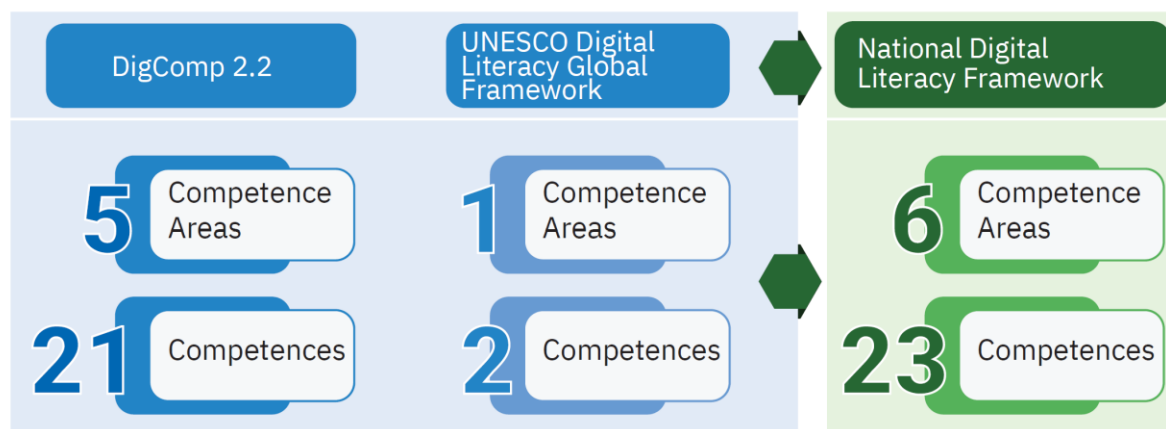 DigComp 2.2
UNESCO Digital
Literacy Global
Framework
National Digital
Literacy Framework
5
Competence
Areas
1
Competence
Areas
6
Competence
Areas
21
Competences
2
Competences
23
Competences